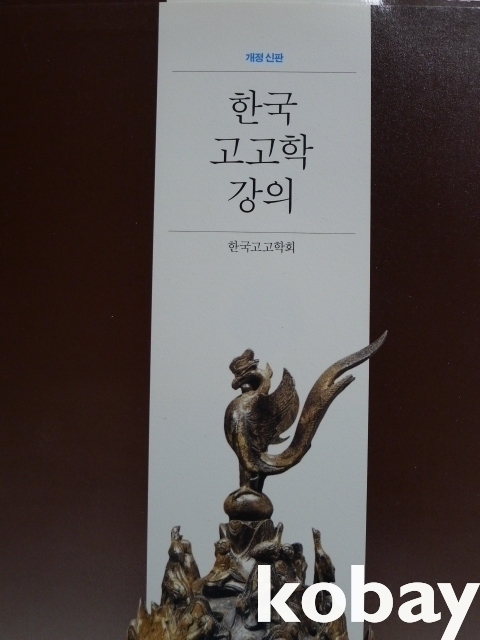 개정 신판
한국
고고학
강의
한국고고학회
kobay